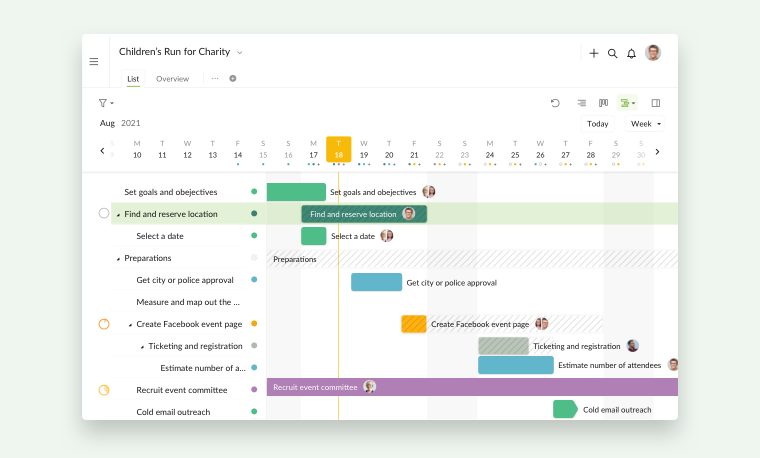 Children's Run for Charity
List Overview
Aug 2021
Today Week
S M T W T F S S M T W T F S S M T W T F S S
9 10 11 12 13 14 15 16 17 18 19 20 21 22 23 24 25 26 27 28 29 30
Set goals and obejectives
Set goals and obejectives
Find and reserve location
Find and reserve location
Select a date
Select a date
Preparations
Preparations
Get city or police approval
Get city or police approval
Measure and map out the ...
Create Facebook event page
Create Facebook event page
Ticketing and registration
Ticketing and registration
Estimate number of a...
Estimate number of attendees
Recruit event committee
Recruit event committee
Cold email outreach
Cold email outreach